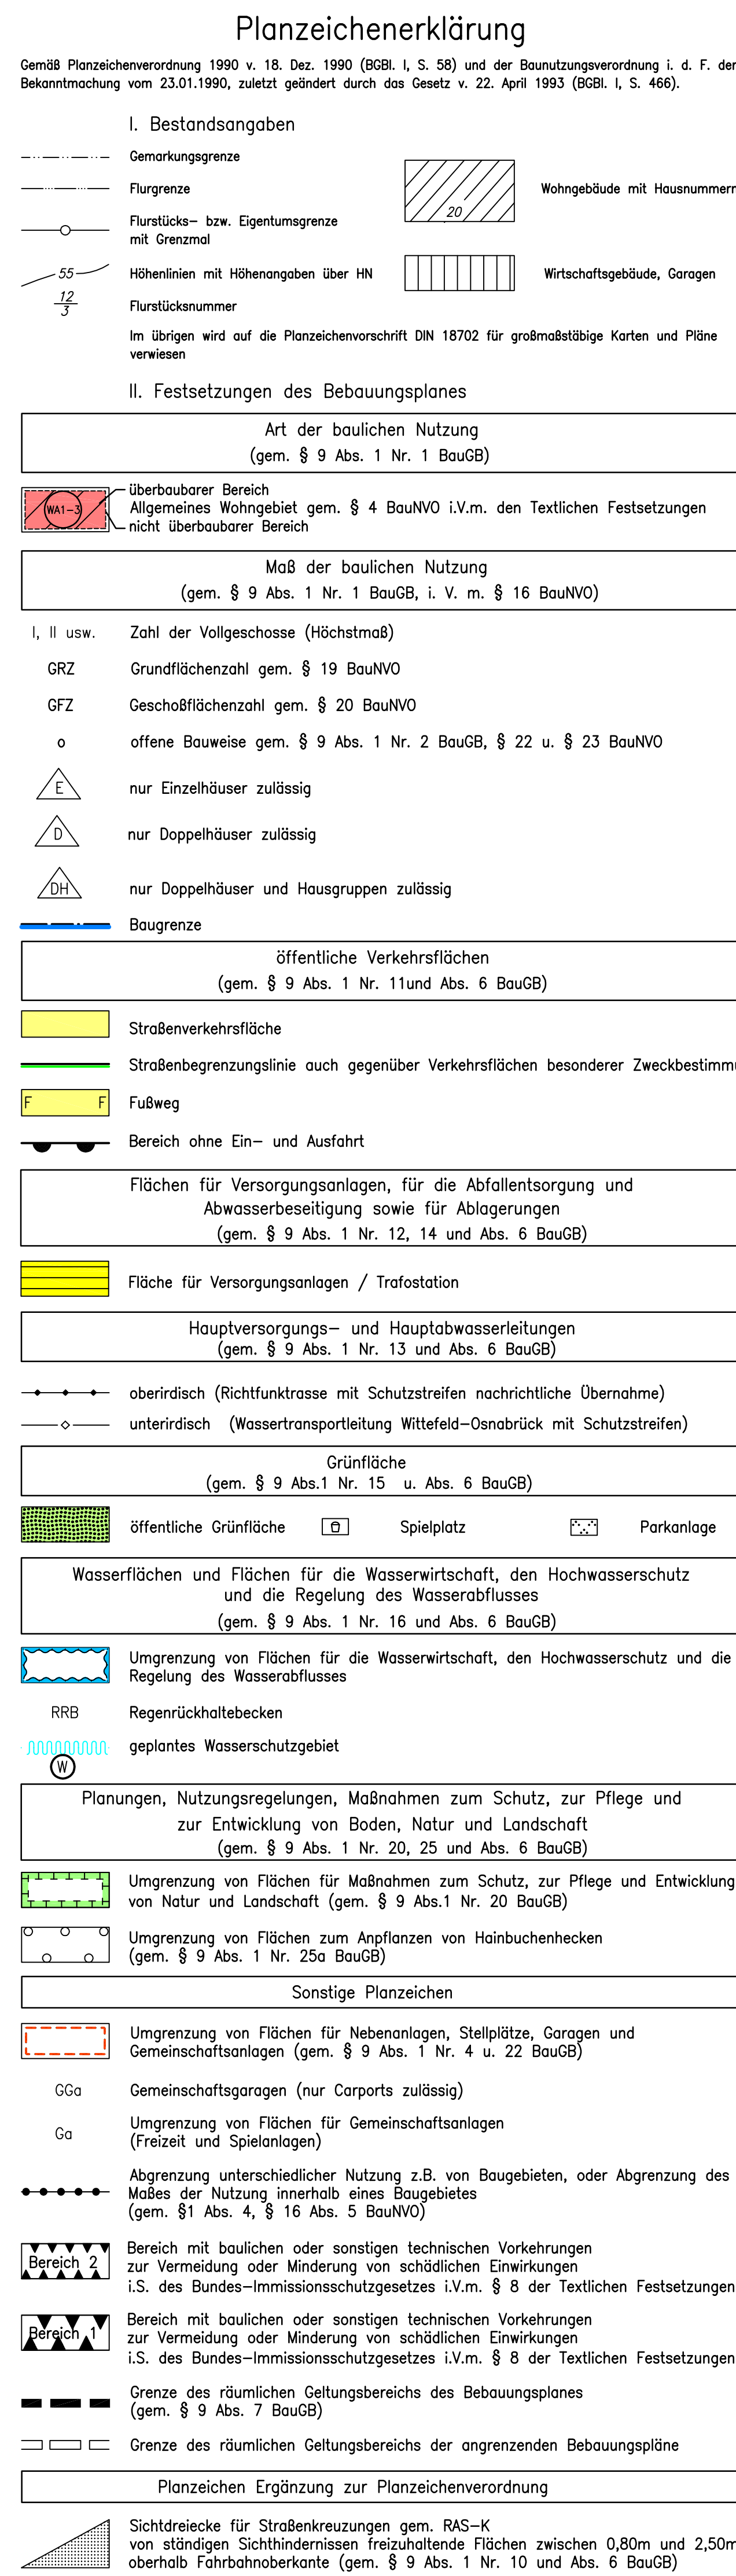 Planzeichenerklärung
Gemäß Planzeichenverordnung 1990 v. 18. Dez. 1990 (BGBl. I, S. 58) und der Baunutzungsverordnung i. d. F. der
Bekanntmachung vom 23.01.1990, zuletzt geändert durch das Gesetz v. 22. April 1993 (BGBl. I, S. 466).
I. Bestandsangaben
Gemarkungsgrenze
Flurgrenze
20
Wohngebäude mit Hausnummern
Flurstücks- bzw. Eigentumsgrenze
mit Grenzmal
55
Höhenlinien mit Höhenangaben über HN
Wirtschaftsgebäude, Garagen
12
3
Flurstücksnummer
Im übrigen wird auf die Planzeichenvorschrift DIN 18702 für großmaßstäbige Karten und Pläne
verwiesen
II. Festsetzungen des Bebauungsplanes
Art der baulichen Nutzung
(gem. § 9 Abs. 1 Nr. 1 BauGB)
überbaubarer Bereich
WA1-3
Allgemeines Wohngebiet gem. § 4 BauNVO i.V.m. den Textlichen Festsetzungen
nicht überbaubarer Bereich
Maß der baulichen Nutzung
(gem. § 9 Abs. 1 Nr. 1 BauGB, i. V. m. § 16 BauNVO)
I, II usw. Zahl der Vollgeschosse (Höchstmaß)
GRZ Grundflächenzahl gem. § 19 BauNVO
GFZ Geschoßflächenzahl gem. § 20 BauNVO
o offene Bauweise gem. § 9 Abs. 1 Nr. 2 BauGB, § 22 u. § 23 BauNVO
E nur Einzelhäuser zulässig
D nur Doppelhäuser zulässig
DH nur Doppelhäuser und Hausgruppen zulässig
Baugrenze
öffentliche Verkehrsflächen
(gem. § 9 Abs. 1 Nr. 11und Abs. 6 BauGB)
Straßenverkehrsfläche
Straßenbegrenzungslinie auch gegenüber Verkehrsflächen besonderer Zweckbestimmu
F F Fußweg
Bereich ohne Ein- und Ausfahrt
Flächen für Versorgungsanlagen, für die Abfallentsorgung und
Abwasserbeseitigung sowie für Ablagerungen
(gem. § 9 Abs. 1 Nr. 12, 14 und Abs. 6 BauGB)
Fläche für Versorgungsanlagen / Trafostation
Hauptversorgungs- und Hauptabwasserleitungen
(gem. § 9 Abs. 1 Nr. 13 und Abs. 6 BauGB)
oberirdisch (Richtfunktrasse mit Schutzstreifen nachrichtliche Übernahme)
unterirdisch (Wassertransportleitung Wittefeld-Osnabrück mit Schutzstreifen)
Grünfläche
(gem. § 9 Abs.1 Nr. 15 u. Abs. 6 BauGB)
öffentliche Grünfläche Spielplatz Parkanlage
Wasserflächen und Flächen für die Wasserwirtschaft, den Hochwasserschutz
und die Regelung des Wasserabflusses
(gem. § 9 Abs. 1 Nr. 16 und Abs. 6 BauGB)
Umgrenzung von Flächen für die Wasserwirtschaft, den Hochwasserschutz und die
Regelung des Wasserabflusses
RRB Regenrückhaltebecken
geplantes Wasserschutzgebiet
W
Planungen, Nutzungsregelungen, Maßnahmen zum Schutz, zur Pflege und
zur Entwicklung von Boden, Natur und Landschaft
(gem. § 9 Abs. 1 Nr. 20, 25 und Abs. 6 BauGB)
Umgrenzung von Flächen für Maßnahmen zum Schutz, zur Pflege und Entwicklung
von Natur und Landschaft (gem. § 9 Abs.1 Nr. 20 BauGB)
Umgrenzung von Flächen zum Anpflanzen von Hainbuchenhecken
(gem. § 9 Abs. 1 Nr. 25a BauGB)
Sonstige Planzeichen
Umgrenzung von Flächen für Nebenanlagen, Stellplätze, Garagen und
Gemeinschaftsanlagen (gem. § 9 Abs. 1 Nr. 4 u. 22 BauGB)
GGa Gemeinschaftsgaragen (nur Carports zulässig)
Ga Umgrenzung von Flächen für Gemeinschaftsanlagen
(Freizeit und Spielanlagen)
Abgrenzung unterschiedlicher Nutzung z.B. von Baugebieten, oder Abgrenzung des
Maßes der Nutzung innerhalb eines Baugebietes
(gem. §1 Abs. 4, § 16 Abs. 5 BauNVO)
Bereich 2
Bereich mit baulichen oder sonstigen technischen Vorkehrungen
zur Vermeidung oder Minderung von schädlichen Einwirkungen
i.S. des Bundes-Immissionsschutzgesetzes i.V.m. § 8 der Textlichen Festsetzungen
Bereich 1
Bereich mit baulichen oder sonstigen technischen Vorkehrungen
zur Vermeidung oder Minderung von schädlichen Einwirkungen
i.S. des Bundes-Immissionsschutzgesetzes i.V.m. § 8 der Textlichen Festsetzungen
Grenze des räumlichen Geltungsbereichs des Bebauungsplanes
(gem. § 9 Abs. 7 BauGB)
Grenze des räumlichen Geltungsbereichs der angrenzenden Bebauungspläne
Planzeichen Ergänzung zur Planzeichenverordnung
Sichtdreiecke für Straßenkreuzungen gem. RAS-K
von ständigen Sichthindernissen freizuhaltende Flächen zwischen 0,80m und 2,50m
oberhalb Fahrbahnoberkante (gem. § 9 Abs. 1 Nr. 10 und Abs. 6 BauGB)